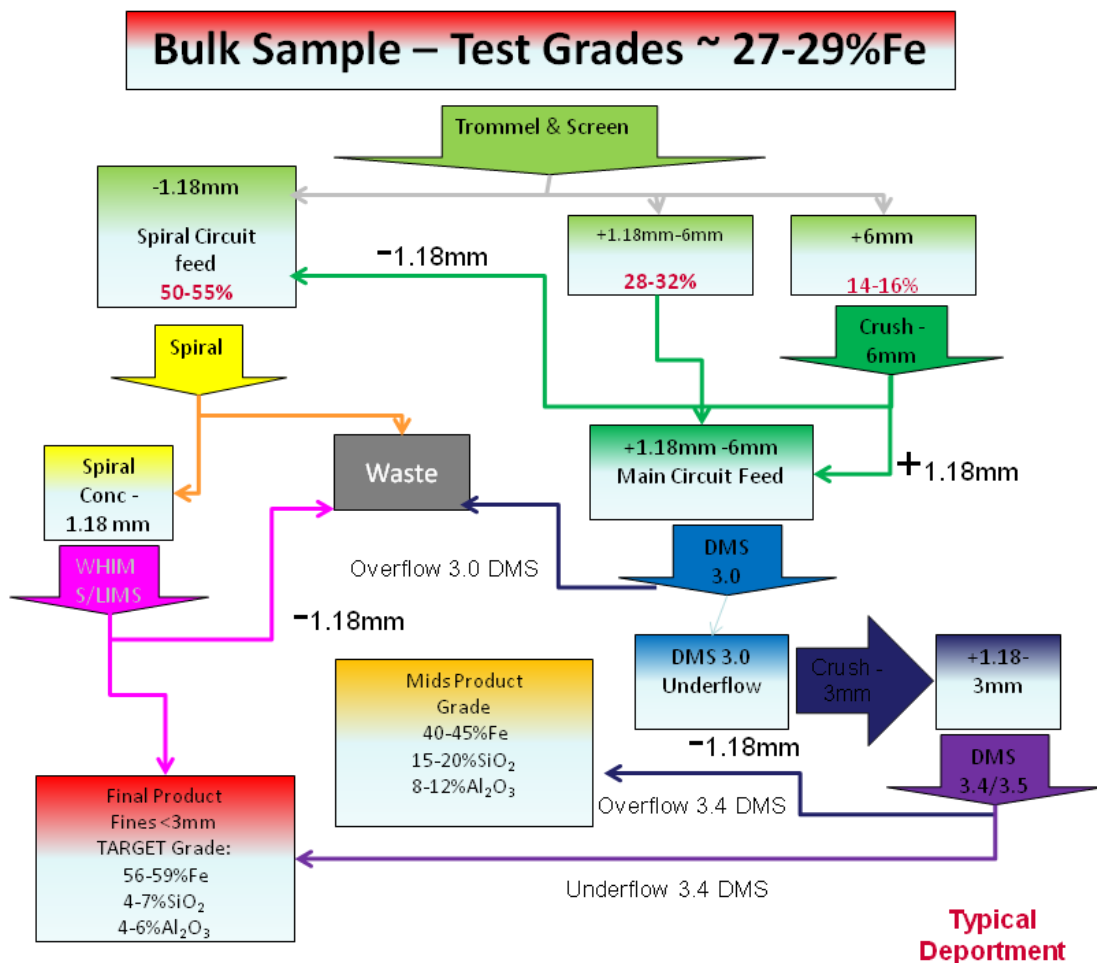 Bulk Sample – Test Grades ~ 27-29%Fe
Trommel & Screen
-1.18mm
Spiral Circuit
feed
50-55%
+1.18mm-6mm
28-32%
+6mm
14-16%
-1.18mm
Spiral
Crush -
6mm
Spiral
Conc -
1.18 mm
Waste
+1.18mm -6mm
Main Circuit Feed
+1.18mm
WHIM
S/LIMS
Overflow 3.0 DMS
DMS
3.0
-1.18mm
DMS 3.0
Underflow
Crush -
3mm
+1.18-
3mm
Mids Product
Grade
40-45%Fe
15-20%SiO₂
8-12%Al₂O₃
-1.18mm
DMS
3.4/3.5
Overflow 3.4 DMS
Final Product
Fines <3mm
TARGET Grade:
56-59%Fe
4-7%SiO₂
4-6%Al₂O₃
Underflow 3.4 DMS
Typical
Deportment